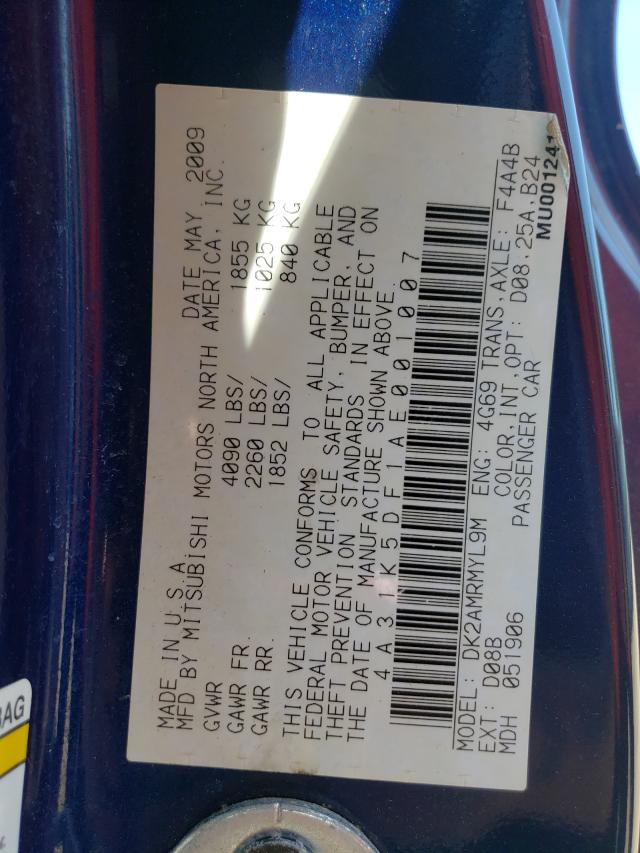 MADE IN U.S.A. DATE MAY 2009
MFD BY MITSUBISHI MOTORS NORTH AMERICA, INC.
GVWR 4090 LBS/ 1855 KG
GAWR FR. 2260 LBS/ 1025 KG
GAWR RR. 1852 LBS/ 840 KG
THIS VEHICLE CONFORMS TO ALL APPLICABLE
FEDERAL MOTOR VEHICLE SAFETY, BUMPER, AND
THEFT PREVENTION STANDARDS IN EFFECT ON
THE DATE OF MANUFACTURE SHOWN ABOVE.
4A31K5DF1AE001007
MODEL: DK2AMRMYL9M ENG: 4G69 TRANS,AXLE: F4A4B
EXT: D08B COLOR,INT,OPT: D08.25A,B24
MDH 051906 PASSENGER CAR
MU001241
BAG